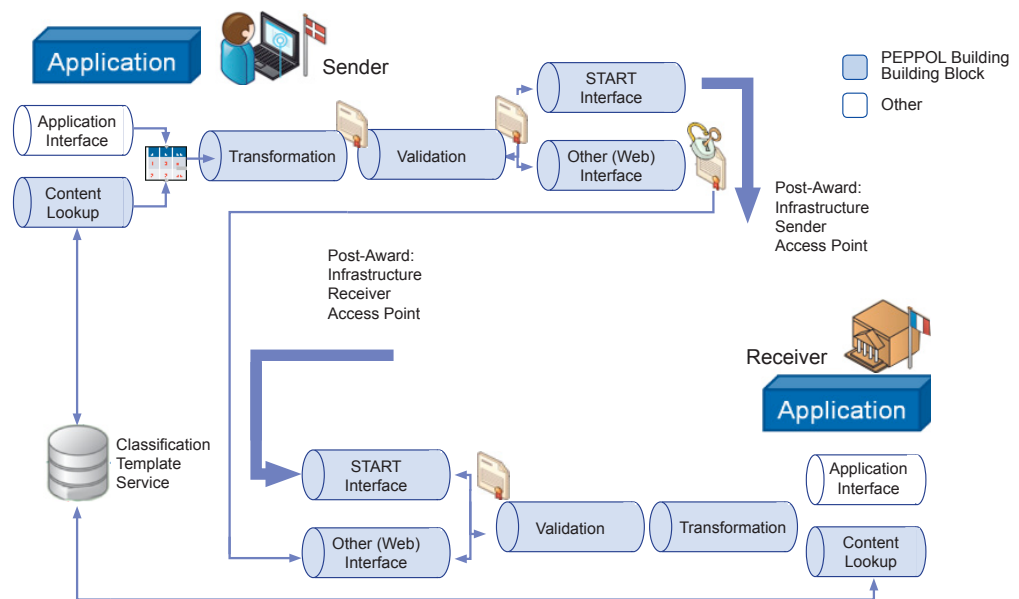 Application
Sender
PEPPOL Building
Building Block
Other
START
Interface
Application
Interface
Transformation
Validation
Other (Web)
Interface
Content
Lookup
Post-Award:
Infrastructure
Sender
Access Point
Post-Award:
Infrastructure
Receiver
Access Point
Receiver
Application
Classification
Template
Service
START
Interface
Application
Interface
Validation
Transformation
Other (Web)
Interface
Content
Lookup